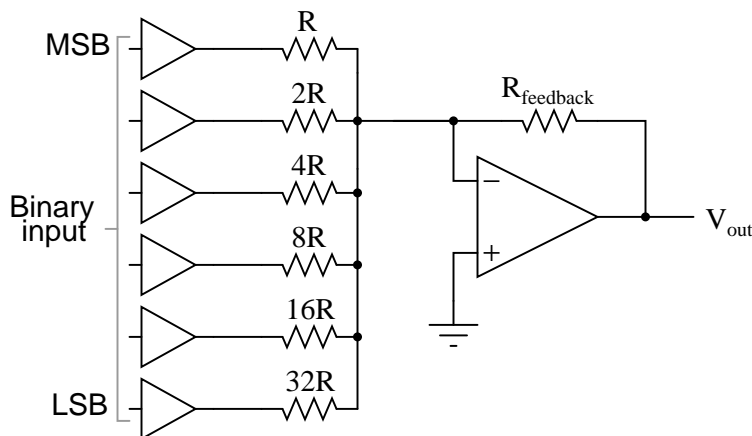 MSB
R
2R
R feedback
4R
Binary
input
−
8R
+
V out
16R
LSB
32R